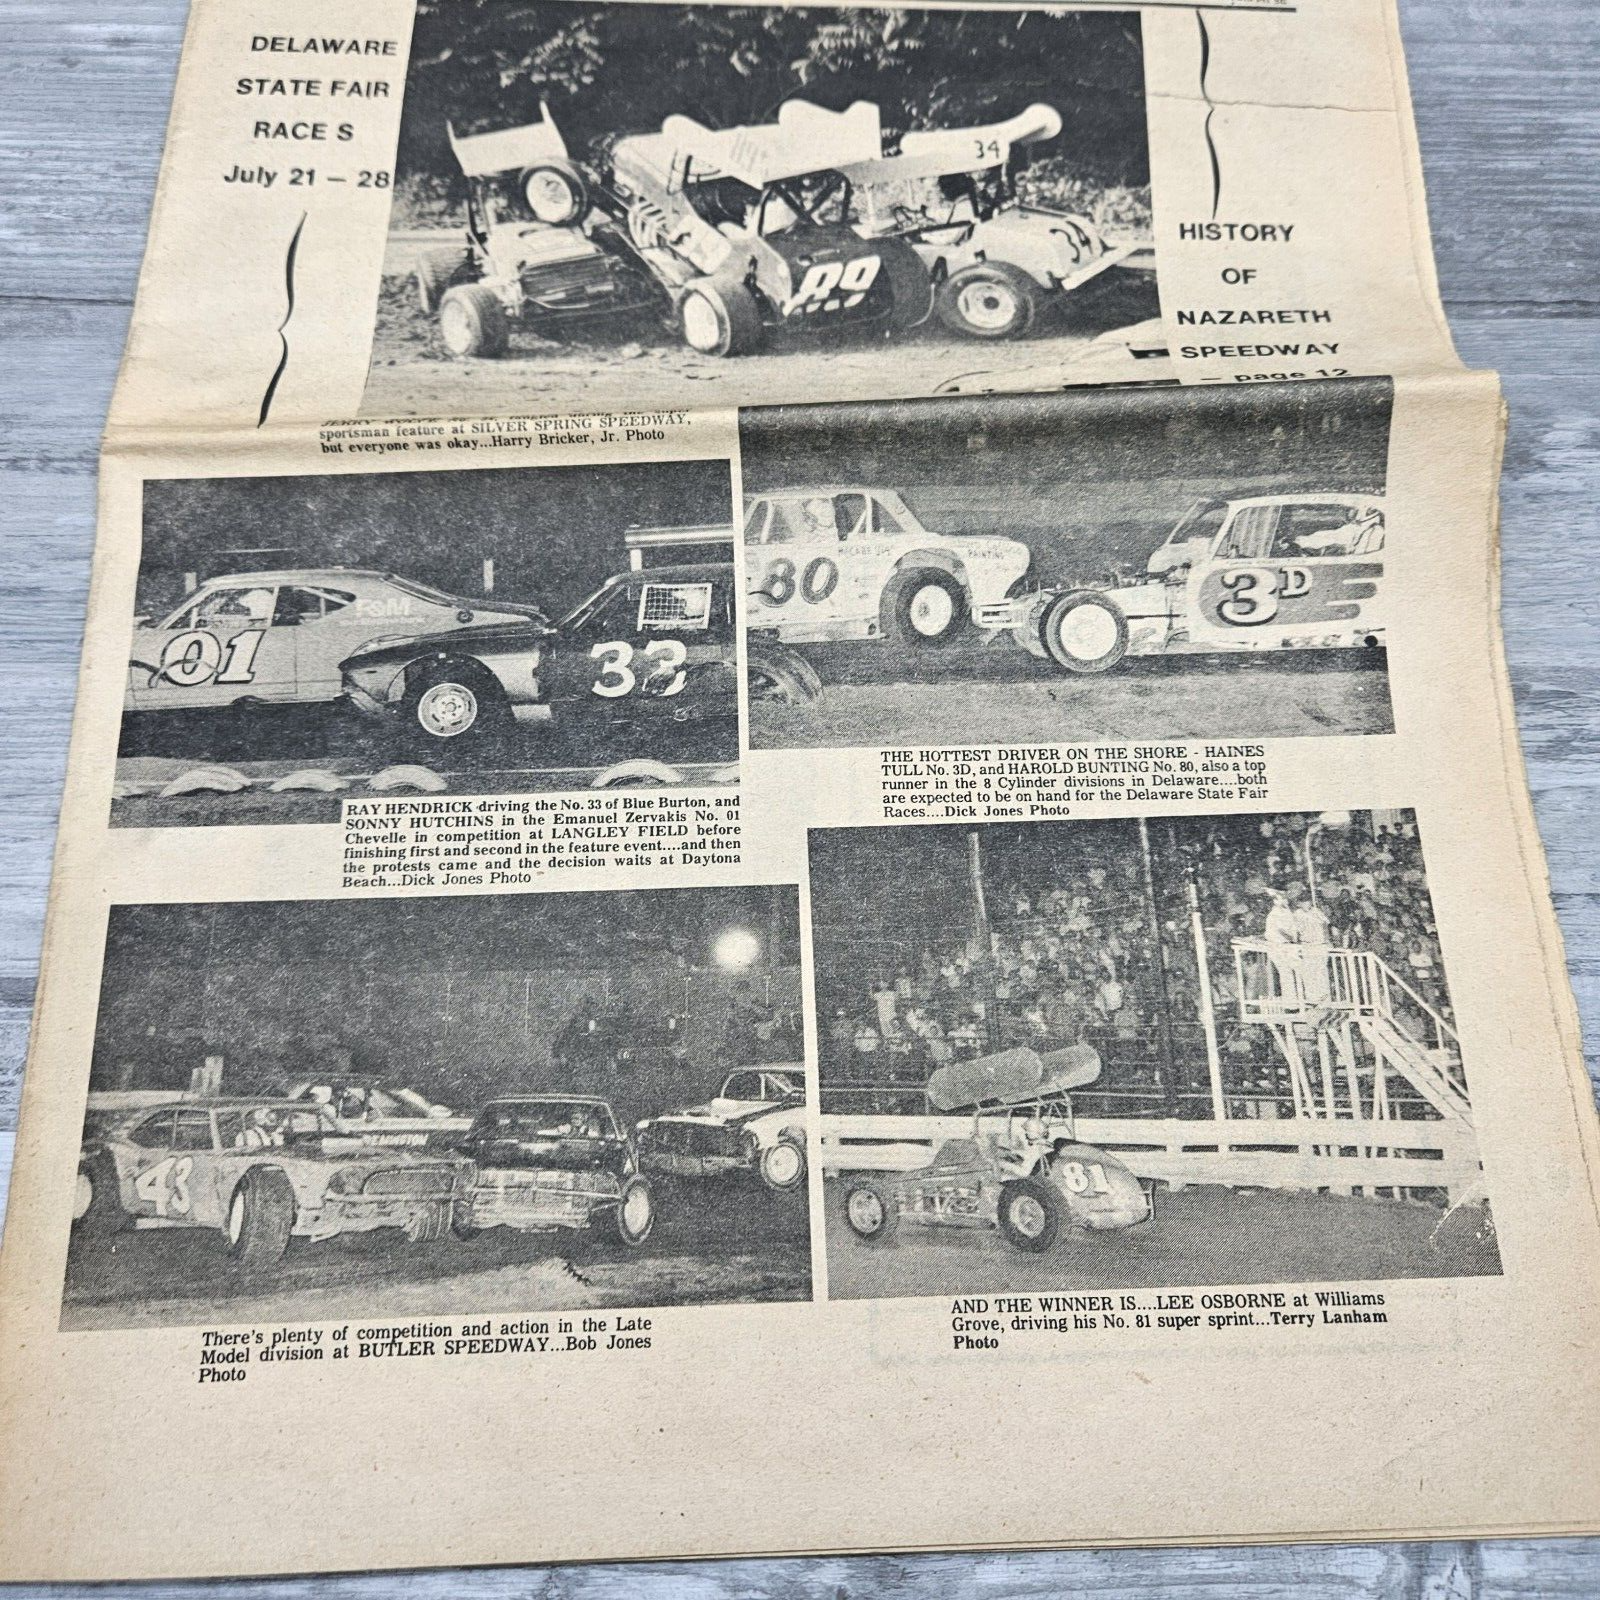 DELAWARE
STATE FAIR
RACE S
July 21 - 28
34
34
HISTORY
OF
NAZARETH
SPEEDWAY
- page 12
sportsman feature at SILVER SPRING SPEEDWAY,
but everyone was okay...Harry Bricker, Jr. Photo
F&M
01
33
80
PAINTING
3D
RAY HENDRICK driving the No. 33 of Blue Burton, and
SONNY HUTCHINS in the Emanuel Zervakis No. 01
Chevelle in competition at LANGLEY FIELD before
finishing first and second in the feature event....and then
the protests came and the decision waits at Daytona
Beach...Dick Jones Photo
THE HOTTEST DRIVER ON THE SHORE - HAINES
TULL No. 3D, and HAROLD BUNTING No. 80, also a top
runner in the 8 Cylinder divisions in Delaware....both
are expected to be on hand for the Delaware State Fair
Races....Dick Jones Photo
43
81
There's plenty of competition and action in the Late
Model division at BUTLER SPEEDWAY...Bob Jones
Photo
AND THE WINNER IS....LEE OSBORNE at Williams
Grove, driving his No. 81 super sprint...Terry Lanham
Photo